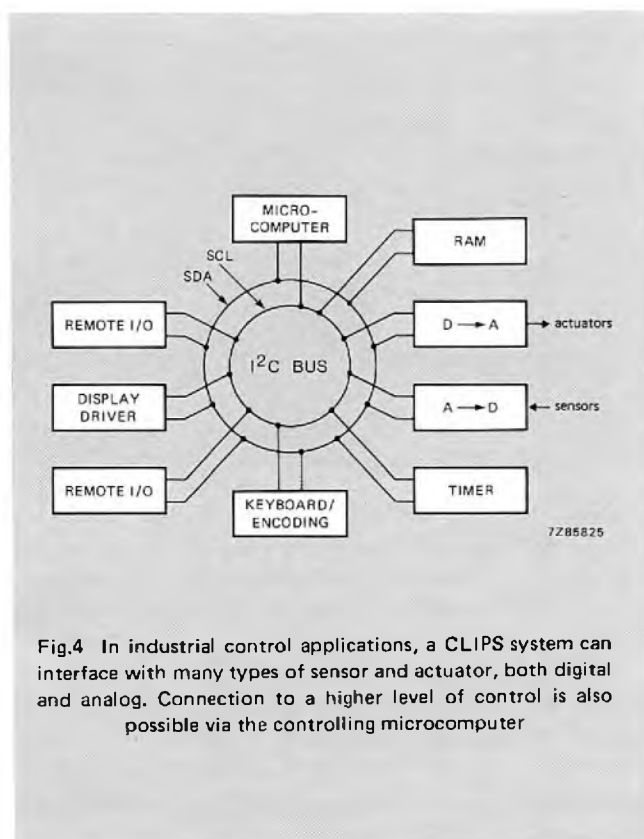 MICRO-
COMPUTER
RAM
SCL
SDA
REMOTE I/O
D → A
actuators
I²C BUS
DISPLAY
DRIVER
A → D
sensors
REMOTE I/O
KEYBOARD/
ENCODING
TIMER
7Z85825
Fig.4 In industrial control applications, a CLIPS system can
interface with many types of sensor and actuator, both digital
and analog. Connection to a higher level of control is also
possible via the controlling microcomputer